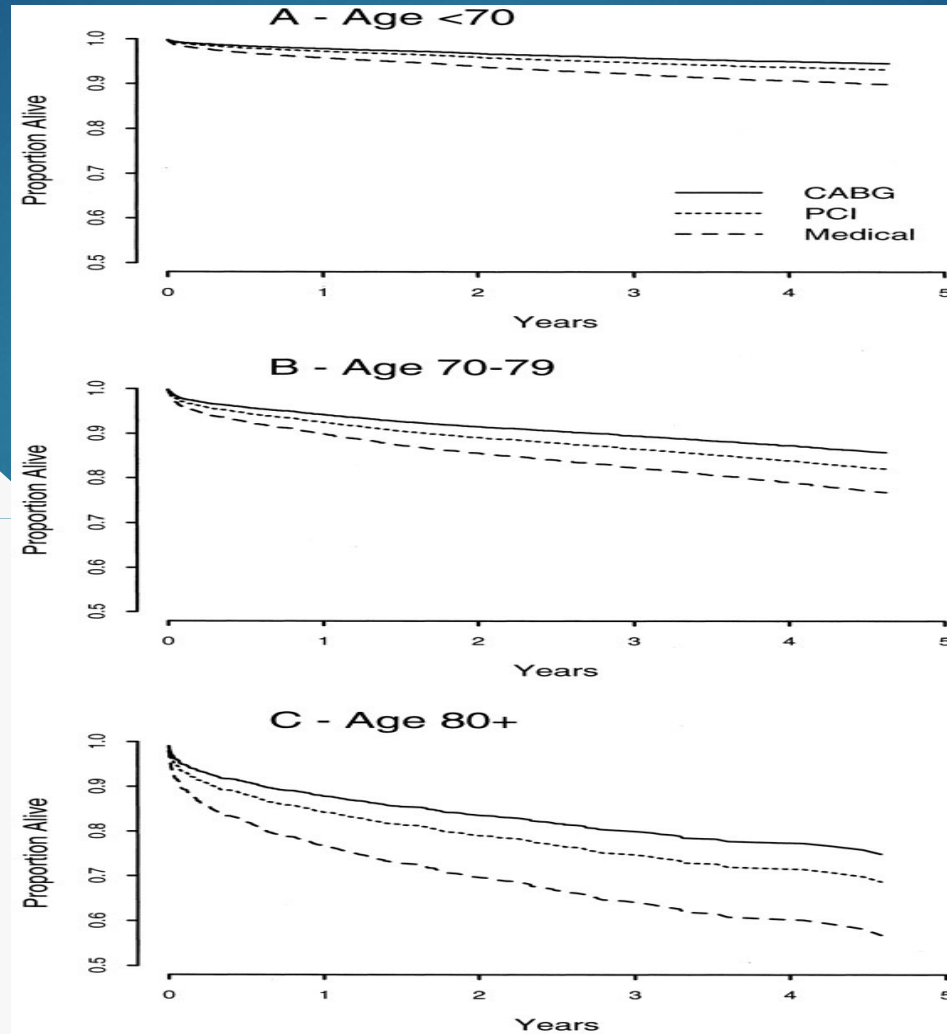 A - Age <70
Proportion Alive
1.0
0.9
0.8
0.7
0.6
0.5
CABG
PCI
Medical
0 1 2 3 4 5
Years
B - Age 70-79
Proportion Alive
1.0
0.9
0.8
0.7
0.6
0.5
0 1 2 3 4 5
Years
C - Age 80+
Proportion Alive
1.0
0.9
0.8
0.7
0.6
0.5
0 1 2 3 4 5
Years